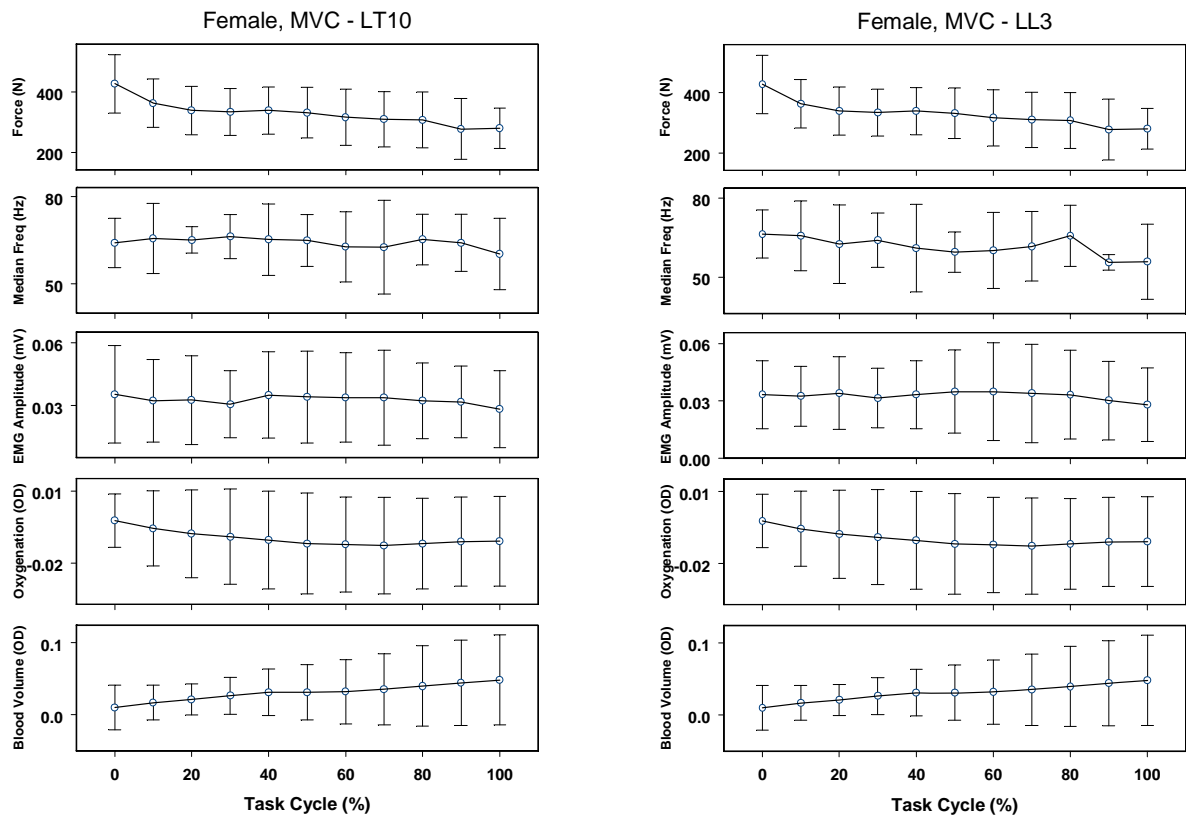 Female, MVC - LT10
Force (N)
400
200
Median Freq (Hz)
80
50
EMG Amplitude (mV)
0.06
0.03
Oxygenation (OD)
0.01
-0.02
Blood Volume (OD)
0.1
0.0
0 20 40 60 80 100
Task Cycle (%)
Female, MVC - LL3
Force (N)
400
200
Median Freq (Hz)
80
50
EMG Amplitude (mV)
0.06
0.03
0.00
Oxygenation (OD)
0.01
-0.02
Blood Volume (OD)
0.1
0.0
0 20 40 60 80 100
Task Cycle (%)